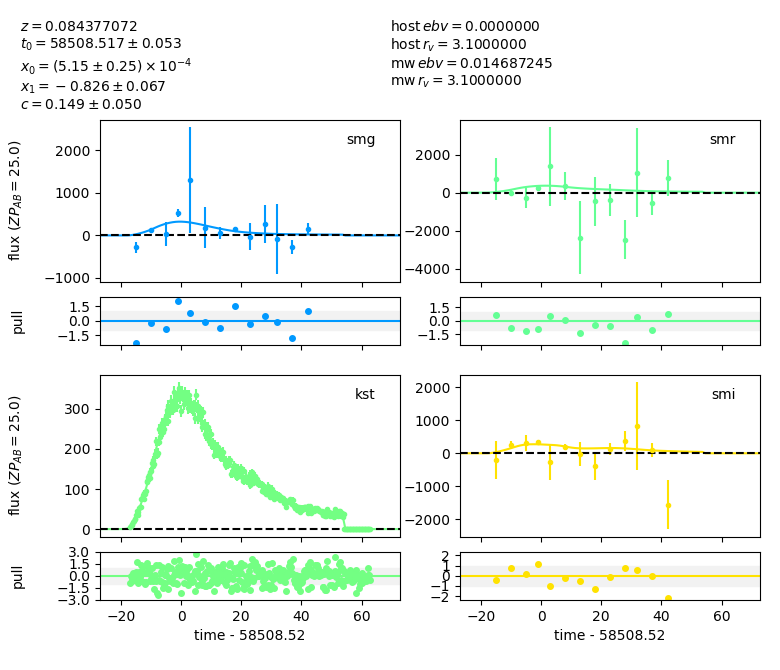 z = 0.084377072
t₀ = 58508.517 ± 0.053
x₀ = (5.15 ± 0.25) × 10⁻⁴
x₁ = −0.826 ± 0.067
c = 0.149 ± 0.050
host ebv = 0.0000000
host r_v = 3.1000000
mw ebv = 0.014687245
mw r_v = 3.1000000
flux (ZP_AB = 25.0)
2000
1000
0
−1000
smg
2000
0
−2000
−4000
smr
pull
1.5
0.0
−1.5
1.5
0.0
−1.5
flux (ZP_AB = 25.0)
300
200
100
0
kst
2000
1000
0
−1000
−2000
smi
pull
3.0
1.5
0.0
−1.5
−3.0
2
1
0
−1
−2
−20 0 20 40 60
−20 0 20 40 60
time - 58508.52
time - 58508.52